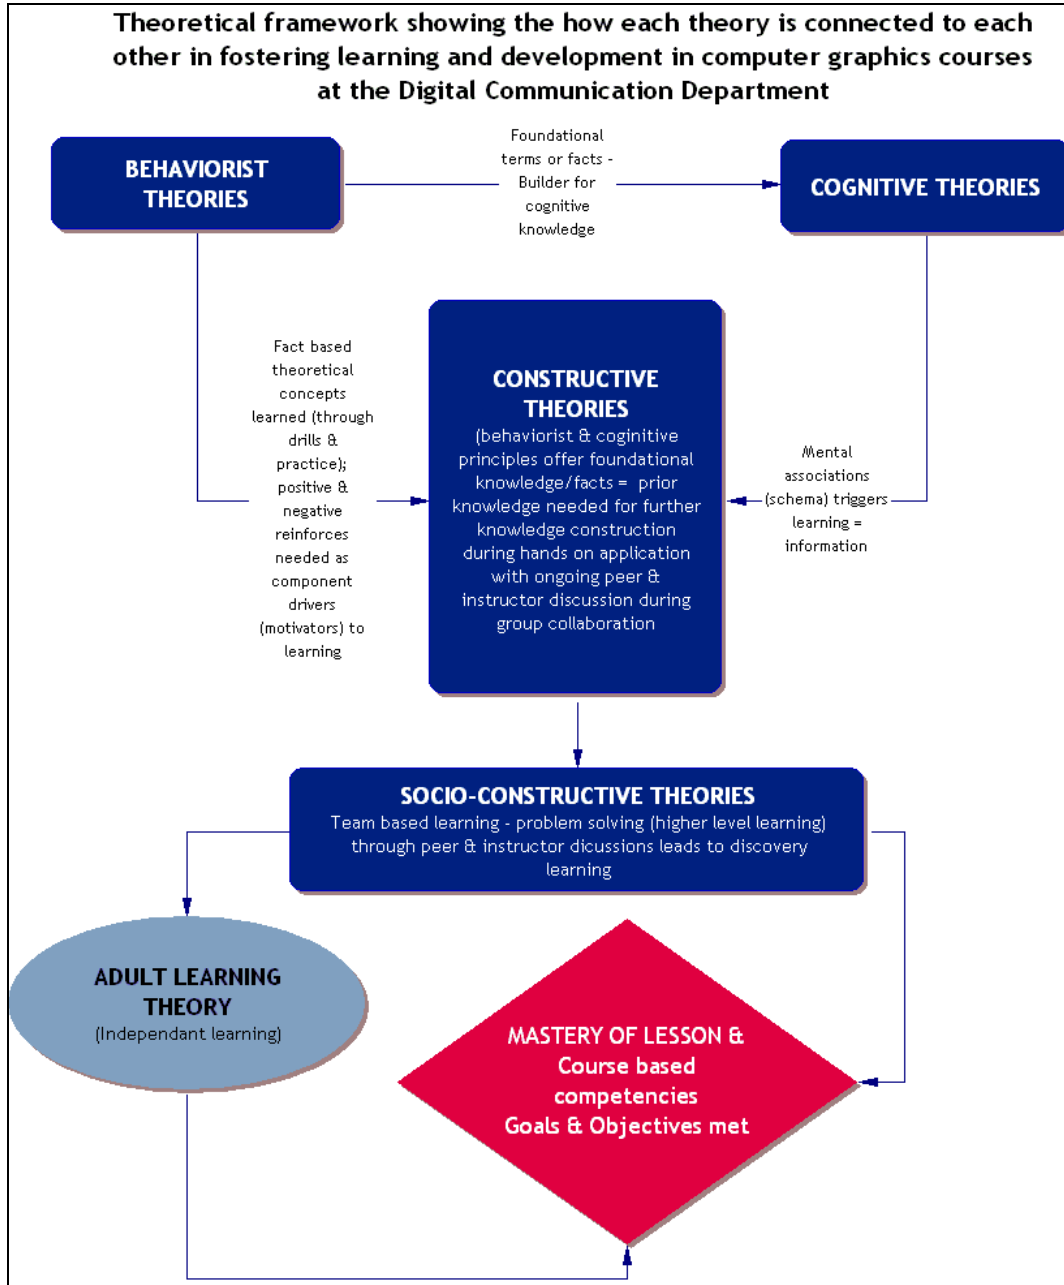 Theoretical framework showing the how each theory is connected to each
other in fostering learning and development in computer graphics courses
at the Digital Communication Department
BEHAVIORIST
THEORIES
Foundational
terms or facts -
Builder for
cognitive
knowledge
COGNITIVE THEORIES
Fact based
theoretical
concepts
learned (through
drills &
practice);
positive &
negative
reinforces
needed as
component
drivers
(motivators) to
learning
CONSTRUCTIVE
THEORIES
(behaviorist & coginitive
principles offer foundational
knowledge/facts = prior
knowledge needed for further
knowledge construction
during hands on application
with ongoing peer &
instructor discussion during
group collaboration
Mental
associations
(schema) triggers
learning =
information
SOCIO-CONSTRUCTIVE THEORIES
Team based learning - problem solving (higher level learning)
through peer & instructor dicussions leads to discovery
learning
ADULT LEARNING
THEORY
(Independant learning)
MASTERY OF LESSON &
Course based
competencies
Goals & Objectives met